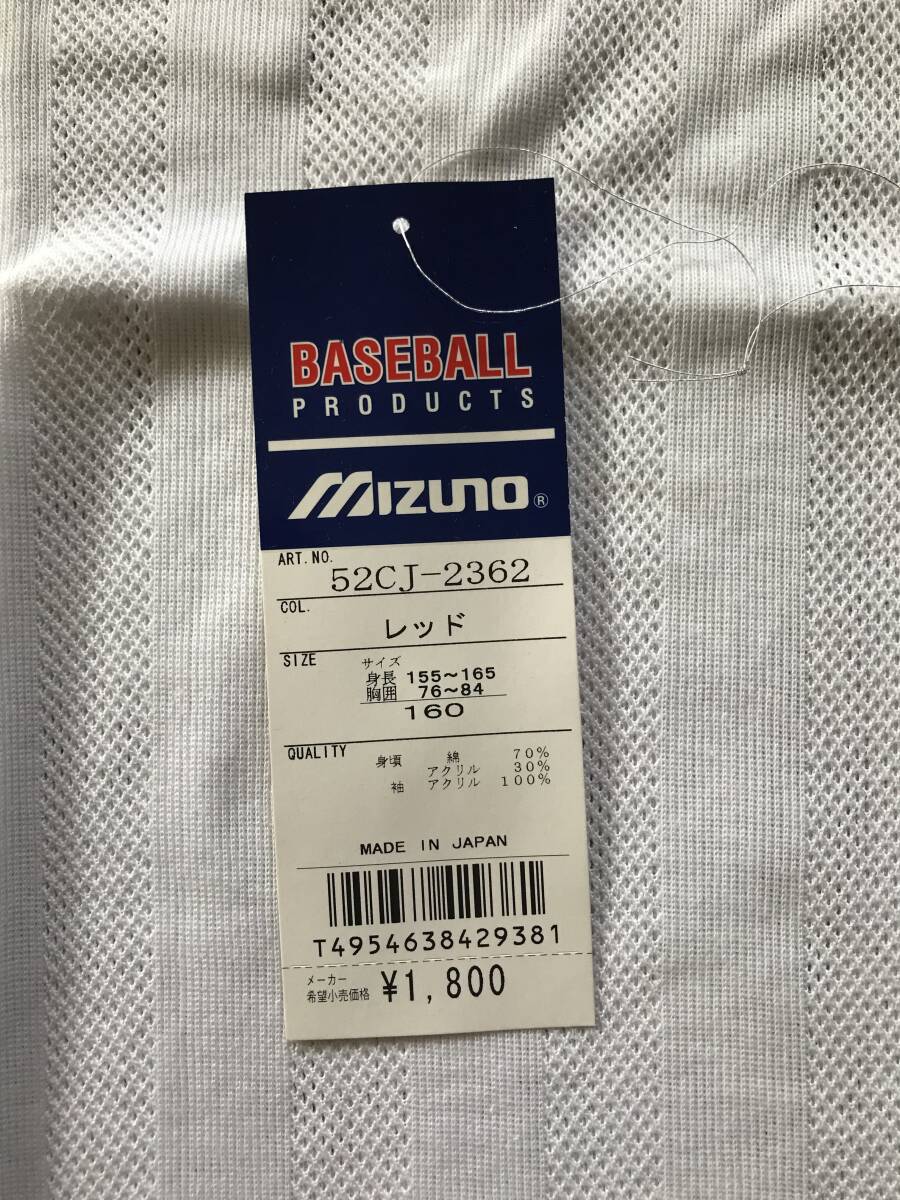 BASEBALL
PRODUCTS
Mizuno®
ART. NO.
52CJ-2362
COL.
レッド
SIZE サイズ
身長 155～165
胸囲 76～84
160
QUALITY 身頃 綿 70%
アクリル 30%
袖 アクリル 100%
MADE IN JAPAN
T4954638429381
メーカー
希望小売価格 ¥1,800